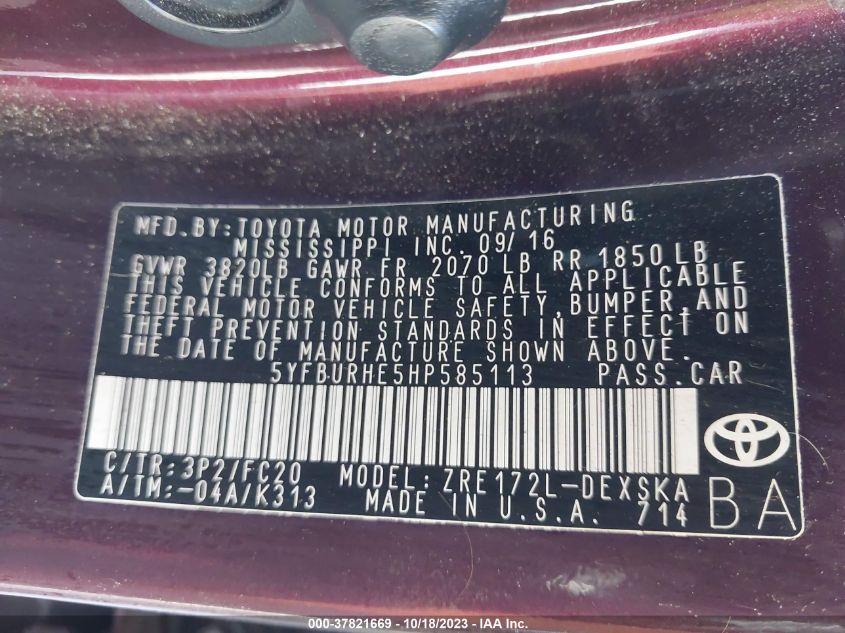 MFD.BY:TOYOTA MOTOR MANUFACTURING
MISSISSIPPI INC. 09/16
GVWR 3820LB GAWR FR 2070 LB RR 1850 LB
THIS VEHICLE CONFORMS TO ALL APPLICABLE
FEDERAL MOTOR VEHICLE SAFETY,BUMPER,AND
THEFT PREVENTION STANDARDS IN EFFECT ON
THE DATE OF MANUFACTURE SHOWN ABOVE.
5YFBURHE5HP585113 PASS.CAR
C/TR:3P2/FC20 MODEL:ZRE172L-DEXSKA
A/TM:-04A/K313 MADE IN U.S.A. 714 BA
000-37821669 - 10/18/2023 - IAA Inc.